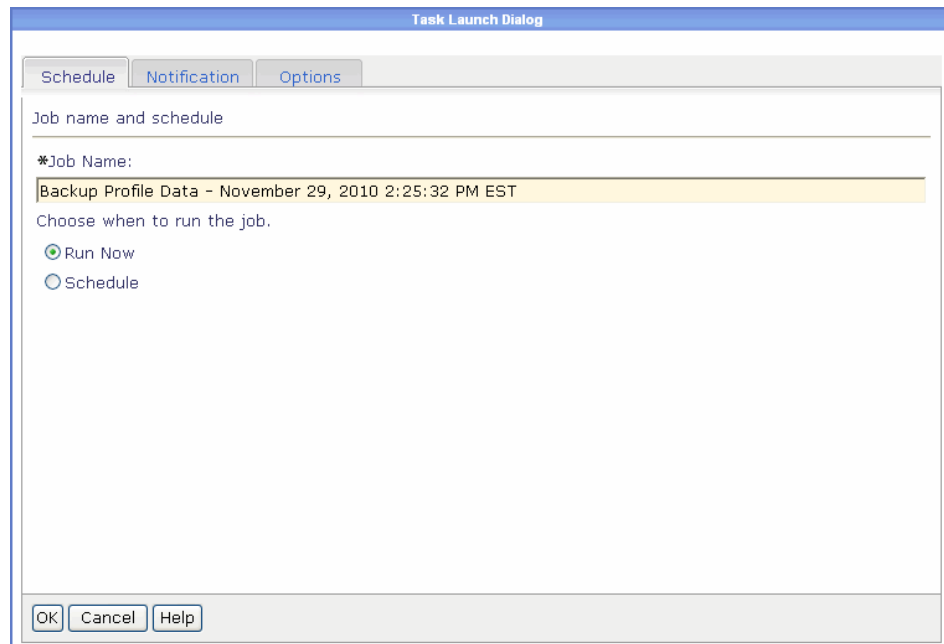 Task Launch Dialog
Schedule Notification Options
Job name and schedule
*Job Name:
Backup Profile Data - November 29, 2010 2:25:32 PM EST
Choose when to run the job.
Run Now
Schedule
OK Cancel Help